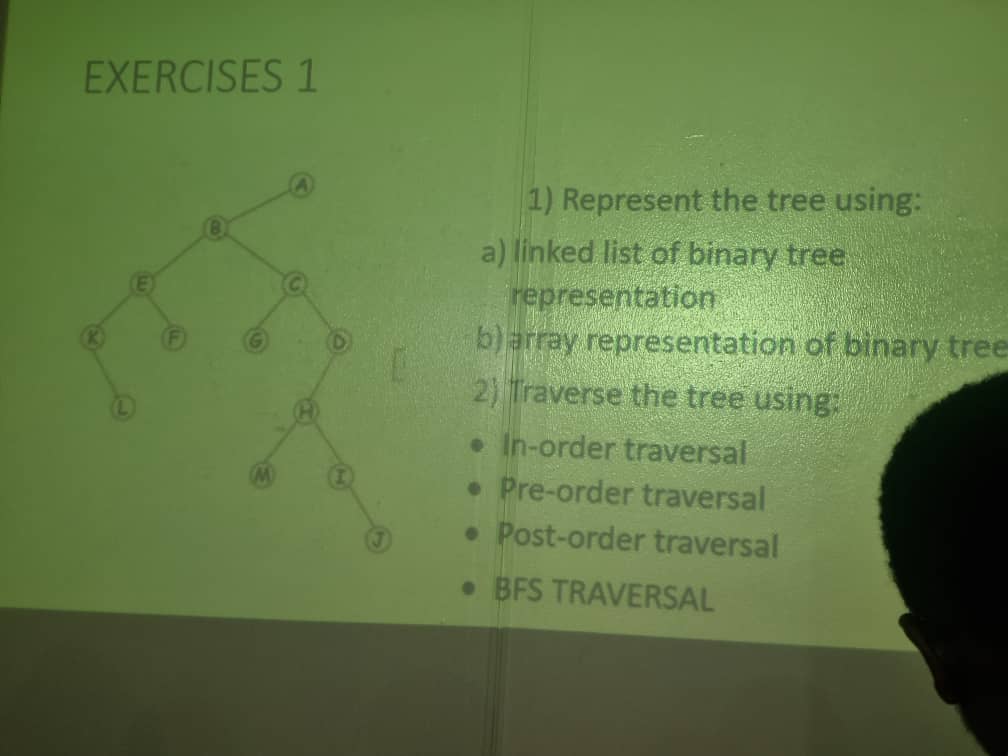 EXERCISES 1
A
B
E
C
K
F
G
D
L
H
M
I
J
1) Represent the tree using:
a) linked list of binary tree
representation
b) array representation of binary tree
2) Traverse the tree using:
• In-order traversal
• Pre-order traversal
• Post-order traversal
• BFS TRAVERSAL